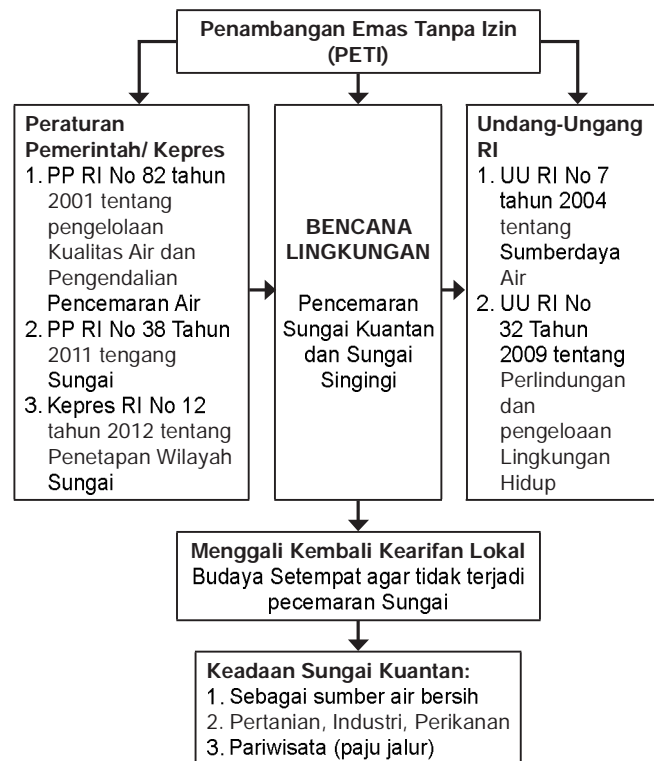 Penambangan Emas Tanpa Izin
(PETI)
Peraturan
Pemerintah/ Kepres
1. PP RI No 82 tahun
2001 tentang
pengelolaan
Kualitas Air dan
Pengendalian
Pencemaran Air
2. PP RI No 38 Tahun
2011 tengang
Sungai
3. Kepres RI No 12
tahun 2012 tentang
Penetapan Wilayah
Sungai
BENCANA
LINGKUNGAN
Pencemaran
Sungai Kuantan
dan Sungai
Singingi
Undang-Ungang
RI
1. UU RI No 7
tahun 2004
tentang
Sumberdaya
Air
2. UU RI No
32 Tahun
2009 tentang
Perlindungan
dan
pengeloaan
Lingkungan
Hidup
Menggali Kembali Kearifan Lokal
Budaya Setempat agar tidak terjadi
pecemaran Sungai
Keadaan Sungai Kuantan:
1. Sebagai sumber air bersih
2. Pertanian, Industri, Perikanan
3. Pariwisata (paju jalur)